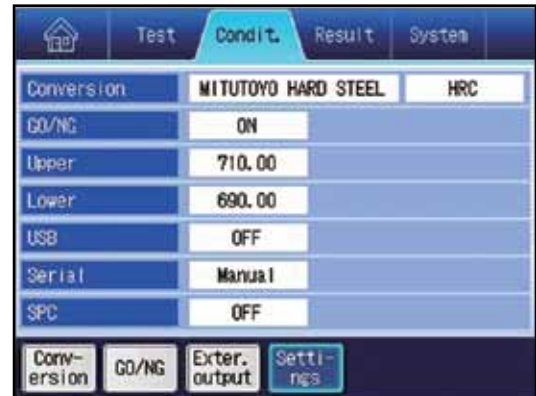 Test Condit. Result System
Conversion MITUTOYO HARD STEEL HRC
GO/NG ON
Upper 710.00
Lower 690.00
USB OFF
Serial Manual
SPC OFF
Conv-
ersion GO/NG Exter.
output Setti-
ngs